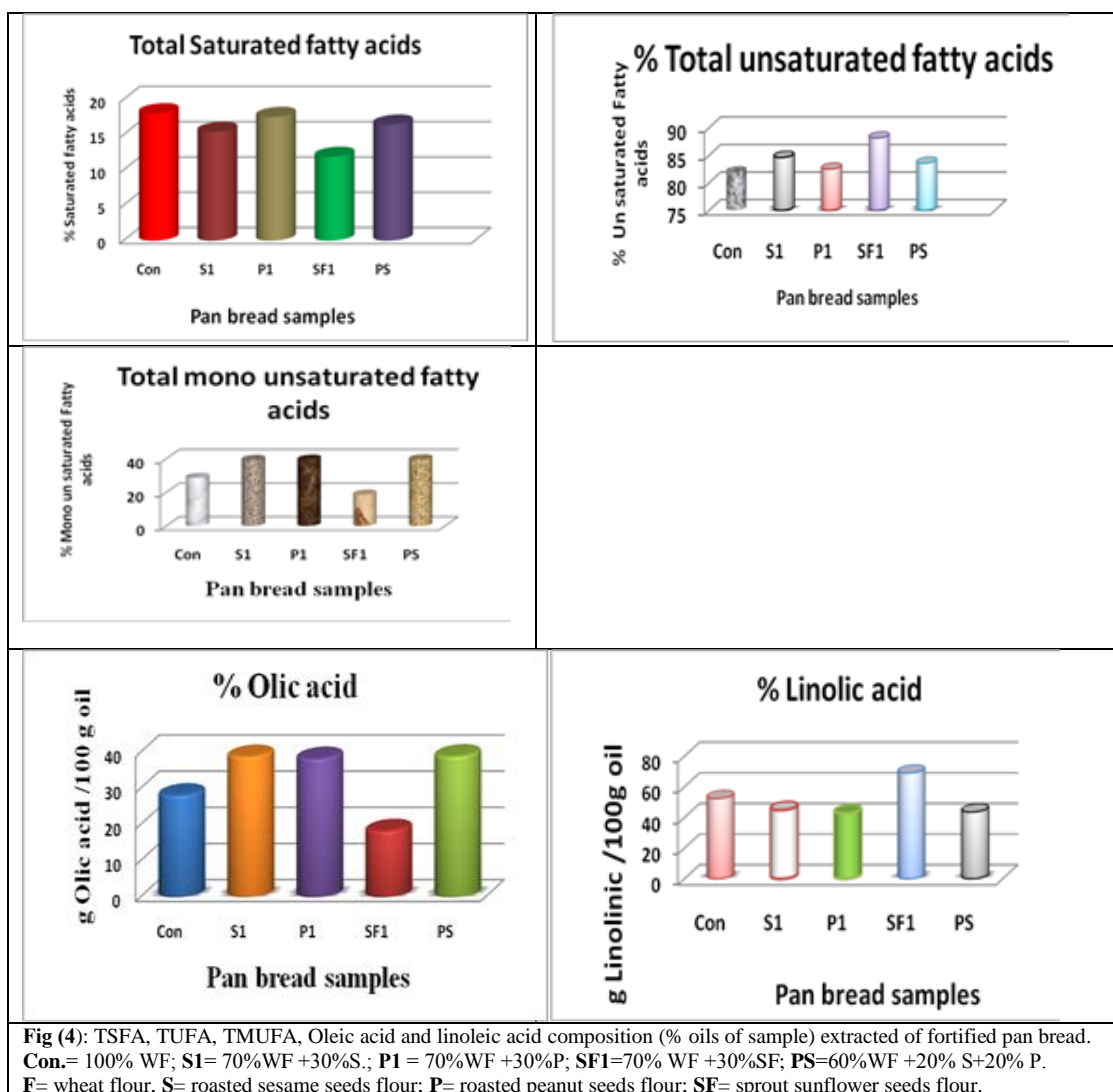 Total Saturated fatty acids
% Saturated fatty acids
20
15
10
5
0
Con S1 P1 SF1 PS
Pan bread samples
% Total unsaturated fatty acids
% Un saturated Fatty
acids
90
85
80
75
Con S1 P1 SF1 PS
Pan bread samples
Total mono unsaturated fatty
acids
% Mono un saturated Fatty
acids
40
20
0
Con S1 P1 SF1 PS
Pan bread samples
% Olic acid
g Olic acid /100 g oil
40
30
20
10
0
Con S1 P1 SF1 PS
Pan bread samples
% Linolic acid
g Linolinic /100g oil
80
60
40
20
0
Con S1 P1 SF1 PS
Pan bread samples
Fig (4): TSFA, TUFA, TMUFA, Oleic acid and linoleic acid composition (% oils of sample) extracted of fortified pan bread.
Con.= 100% WF; S1= 70%WF +30%S.; P1 = 70%WF +30%P; SF1=70% WF +30%SF; PS=60%WF +20% S+20% P.
F= wheat flour. S= roasted sesame seeds flour; P= roasted peanut seeds flour; SF= sprout sunflower seeds flour.